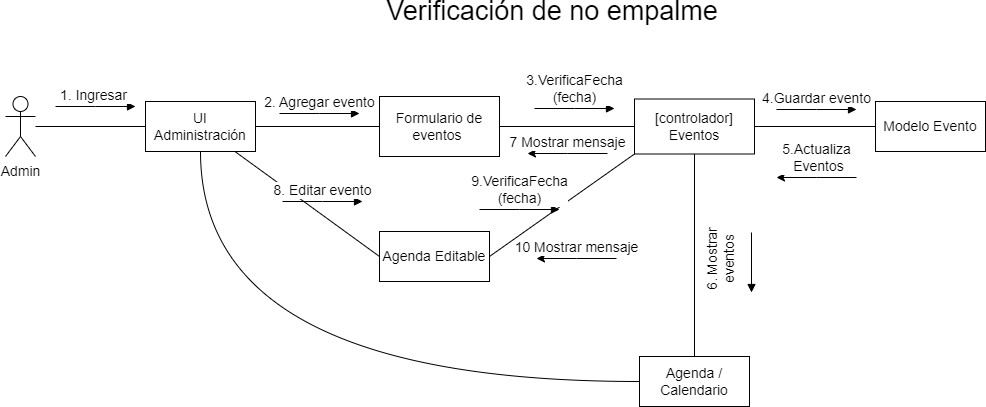 Verificación de no empalme
1. Ingresar
Admin
UI
Administración
2. Agregar evento
Formulario de
eventos
3.VerificaFecha
(fecha)
7 Mostrar mensaje
[controlador]
Eventos
4.Guardar evento
Modelo Evento
5.Actualiza
Eventos
8. Editar evento
9.VerificaFecha
(fecha)
Agenda Editable
10 Mostrar mensaje
6. Mostrar
eventos
Agenda /
Calendario